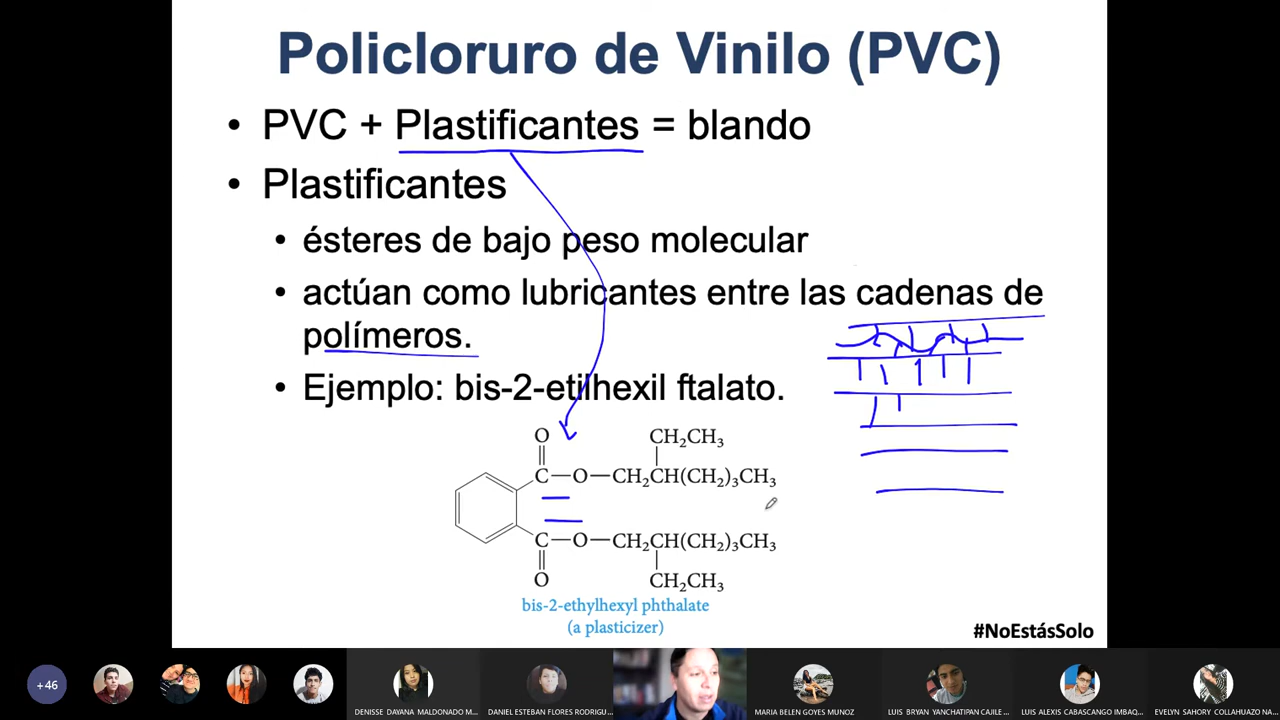 Policloruro de Vinilo (PVC)
• PVC + Plastificantes = blando
• Plastificantes
• ésteres de bajo peso molecular
• actúan como lubricantes entre las cadenas de
polímeros.
• Ejemplo: bis-2-etilhexil ftalato.
O CH₂CH₃
C—O—CH₂CH(CH₂)₃CH₃
C—O—CH₂CH(CH₂)₃CH₃
O CH₂CH₃
bis-2-ethylhexyl phthalate
(a plasticizer)
#NoEstásSolo
+46
DENISSE DAYANA MALDONADO M...
DANIEL ESTEBAN FLORES RODRIGU...
MARIA BELEN GOYES MUNOZ
LUIS BRYAN YANCHATIPAN CAJILE...
LUIS ALEXIS CABASCANGO IMBAQ...
EVELYN SAHORY COLLAHUAZO NA...